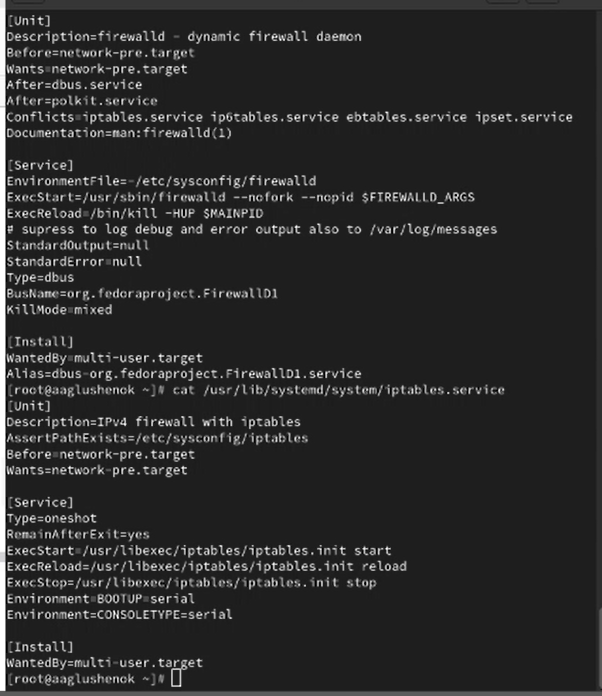 [Unit]
Description=firewalld - dynamic firewall daemon
Before=network-pre.target
Wants=network-pre.target
After=dbus.service
After=polkit.service
Conflicts=iptables.service ip6tables.service ebtables.service ipset.service
Documentation=man:firewalld(1)

[Service]
EnvironmentFile=-/etc/sysconfig/firewalld
ExecStart=/usr/sbin/firewalld --nofork --nopid $FIREWALLD_ARGS
ExecReload=/bin/kill -HUP $MAINPID
# supress to log debug and error output also to /var/log/messages
StandardOutput=null
StandardError=null
Type=dbus
BusName=org.fedoraproject.FirewallD1
KillMode=mixed

[Install]
WantedBy=multi-user.target
Alias=dbus-org.fedoraproject.FirewallD1.service
[root@aaglushenok ~]# cat /usr/lib/systemd/system/iptables.service
[Unit]
Description=IPv4 firewall with iptables
AssertPathExists=/etc/sysconfig/iptables
Before=network-pre.target
Wants=network-pre.target

[Service]
Type=oneshot
RemainAfterExit=yes
ExecStart=/usr/libexec/iptables/iptables.init start
ExecReload=/usr/libexec/iptables/iptables.init reload
ExecStop=/usr/libexec/iptables/iptables.init stop
Environment=BOOTUP=serial
Environment=CONSOLETYPE=serial

[Install]
WantedBy=multi-user.target
[root@aaglushenok ~]#